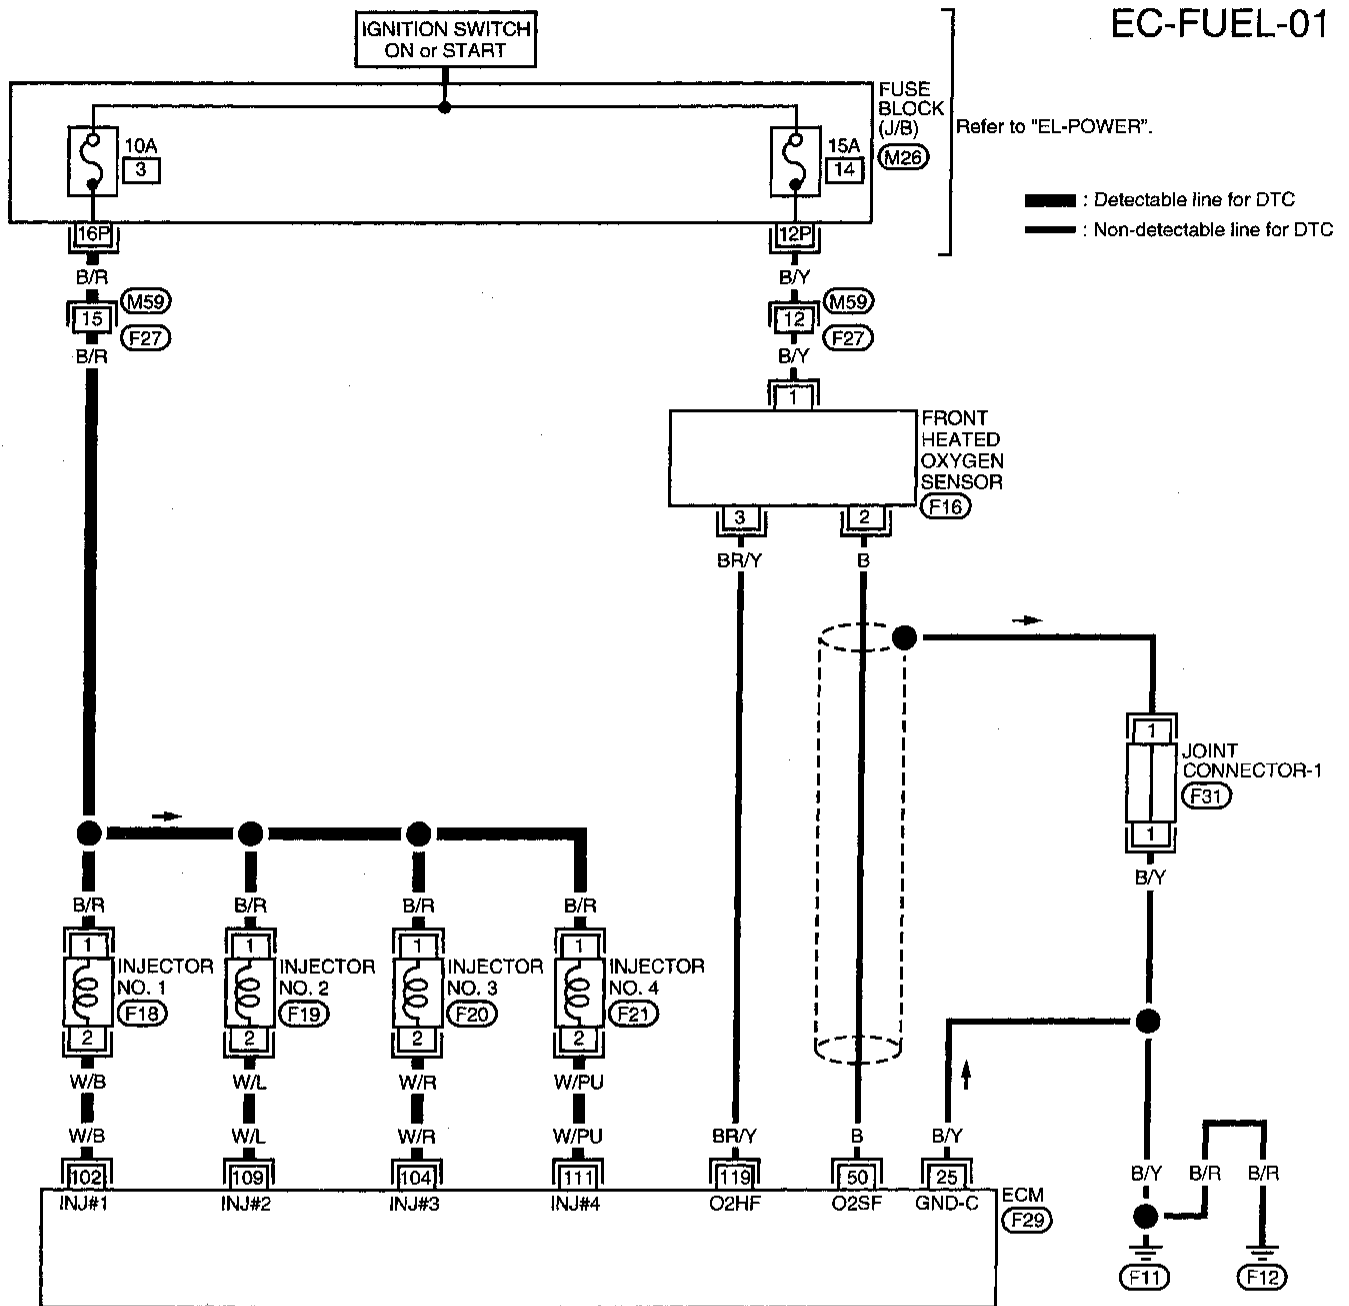 EC-FUEL-01
IGNITION SWITCH
ON or START
FUSE
BLOCK
(J/B)
M26
Refer to "EL-POWER".
10A
3
15A
14
: Detectable line for DTC
: Non-detectable line for DTC
16P
12P
B/R
B/Y
M59
M59
15
12
F27
F27
B/R
B/Y
1
FRONT
HEATED
OXYGEN
SENSOR
F16
3
2
BR/Y
B
1
JOINT
CONNECTOR-1
F31
1
B/Y
B/R
B/R
B/R
B/R
1
1
1
1
INJECTOR
NO. 1
F18
INJECTOR
NO. 2
F19
INJECTOR
NO. 3
F20
INJECTOR
NO. 4
F21
2
2
2
2
W/B
W/L
W/R
W/PU
W/B
W/L
W/R
W/PU
BR/Y
B
B/Y
B/Y
B/R
B/R
102
109
104
111
119
50
25
INJ#1
INJ#2
INJ#3
INJ#4
O2HF
O2SF
GND-C
ECM
F29
F11
F12